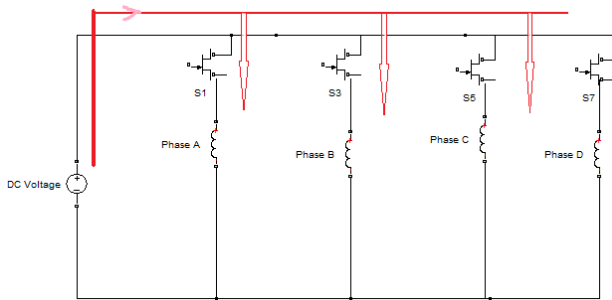 S1
S3
S5
S7
Phase A
Phase B
Phase C
Phase D
DC Voltage
+
−